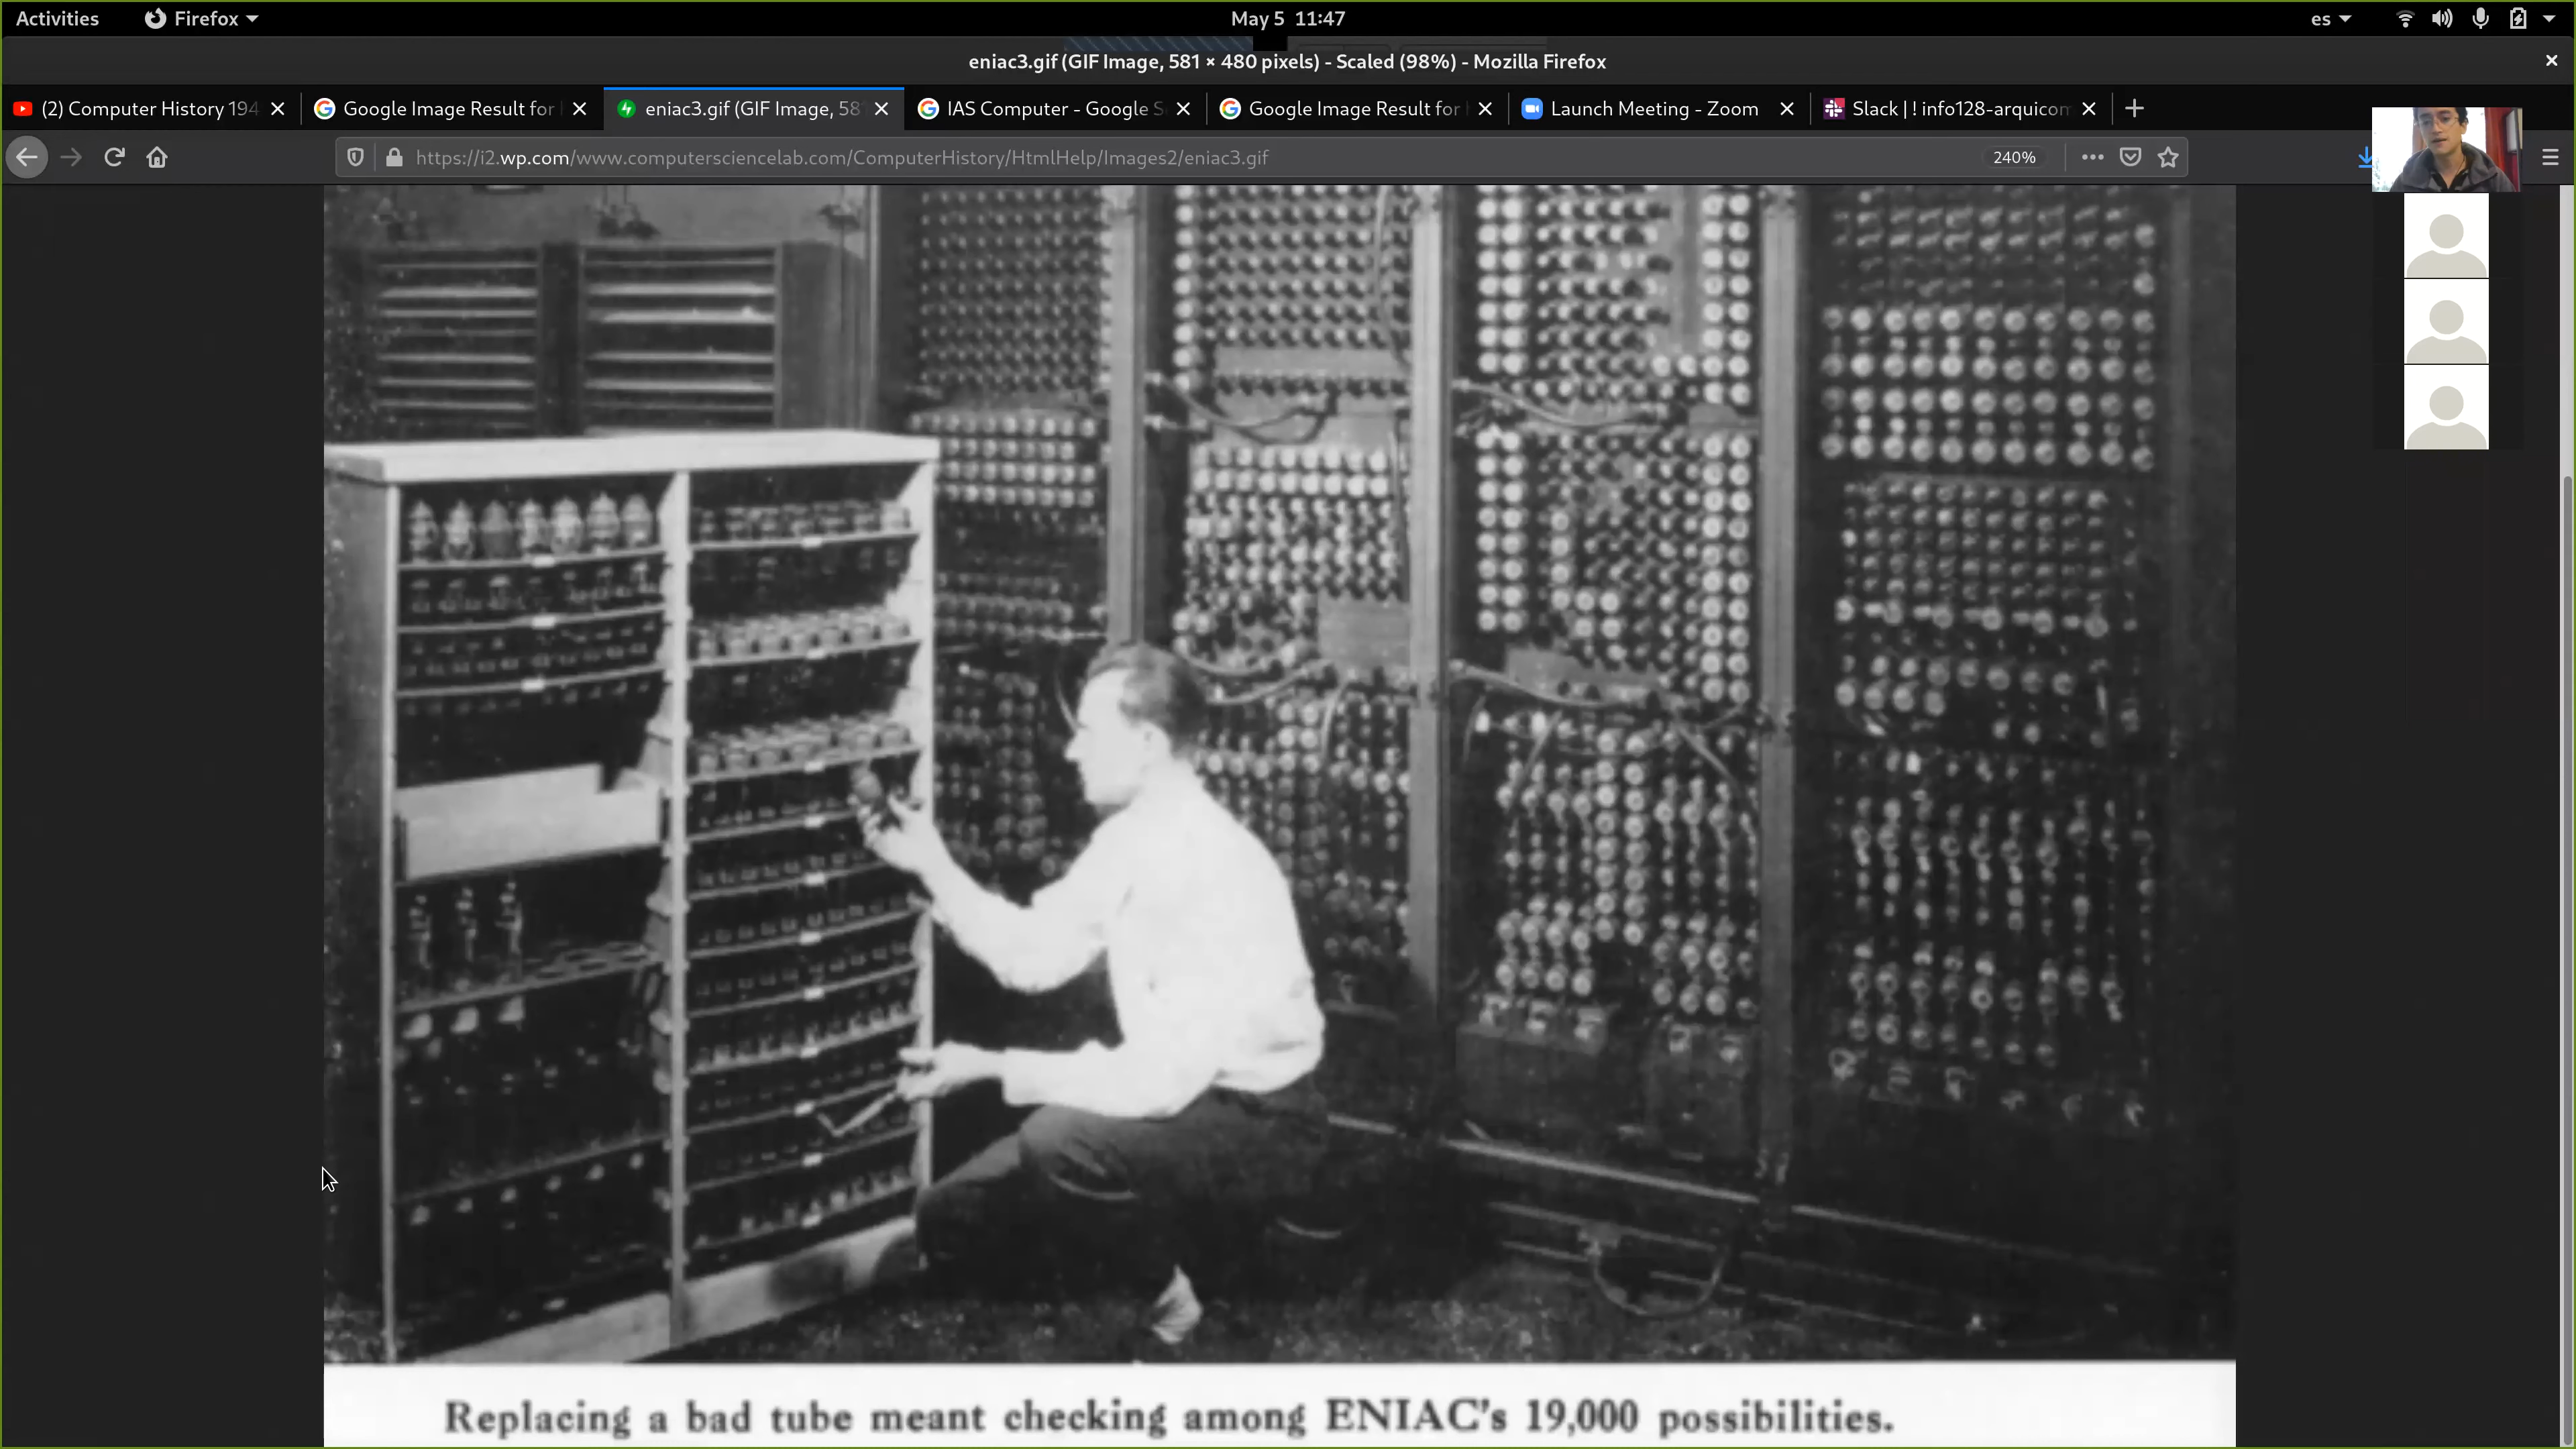 Activities
Firefox
May 5 11:47
es
eniac3.gif (GIF Image, 581 × 480 pixels) - Scaled (98%) - Mozilla Firefox
(2) Computer History 194
Google Image Result for
eniac3.gif (GIF Image, 58
IAS Computer - Google S
Google Image Result for
Launch Meeting - Zoom
Slack | ! info128-arquicom
https://i2.wp.com/www.computersciencelab.com/ComputerHistory/HtmlHelp/Images2/eniac3.gif
240%
Replacing a bad tube meant checking among ENIAC's 19,000 possibilities.